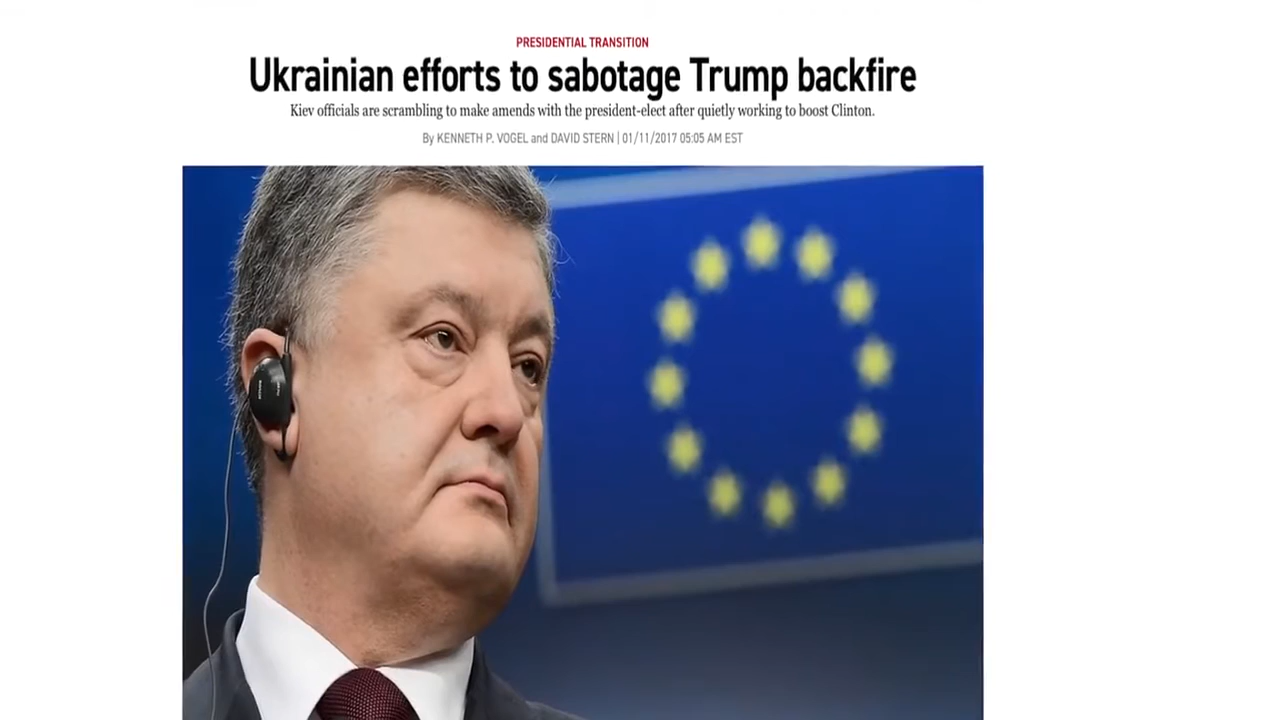 PRESIDENTIAL TRANSITION
Ukrainian efforts to sabotage Trump backfire
Kiev officials are scrambling to make amends with the president-elect after quietly working to boost Clinton.
By KENNETH P. VOGEL and DAVID STERN | 01/11/2017 05:05 AM EST